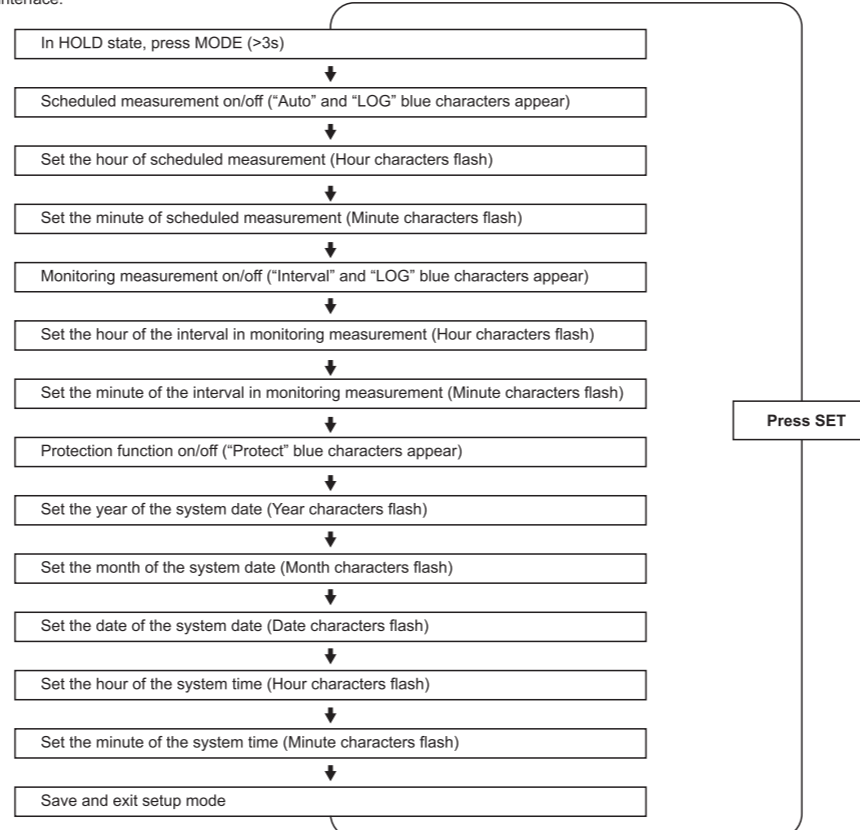 interface.
In HOLD state, press MODE (>3s)
Scheduled measurement on/off (“Auto” and “LOG” blue characters appear)
Set the hour of scheduled measurement (Hour characters flash)
Set the minute of scheduled measurement (Minute characters flash)
Monitoring measurement on/off (“Interval” and “LOG” blue characters appear)
Set the hour of the interval in monitoring measurement (Hour characters flash)
Set the minute of the interval in monitoring measurement (Minute characters flash)
Press SET
Protection function on/off (“Protect” blue characters appear)
Set the year of the system date (Year characters flash)
Set the month of the system date (Month characters flash)
Set the date of the system date (Date characters flash)
Set the hour of the system time (Hour characters flash)
Set the minute of the system time (Minute characters flash)
Save and exit setup mode